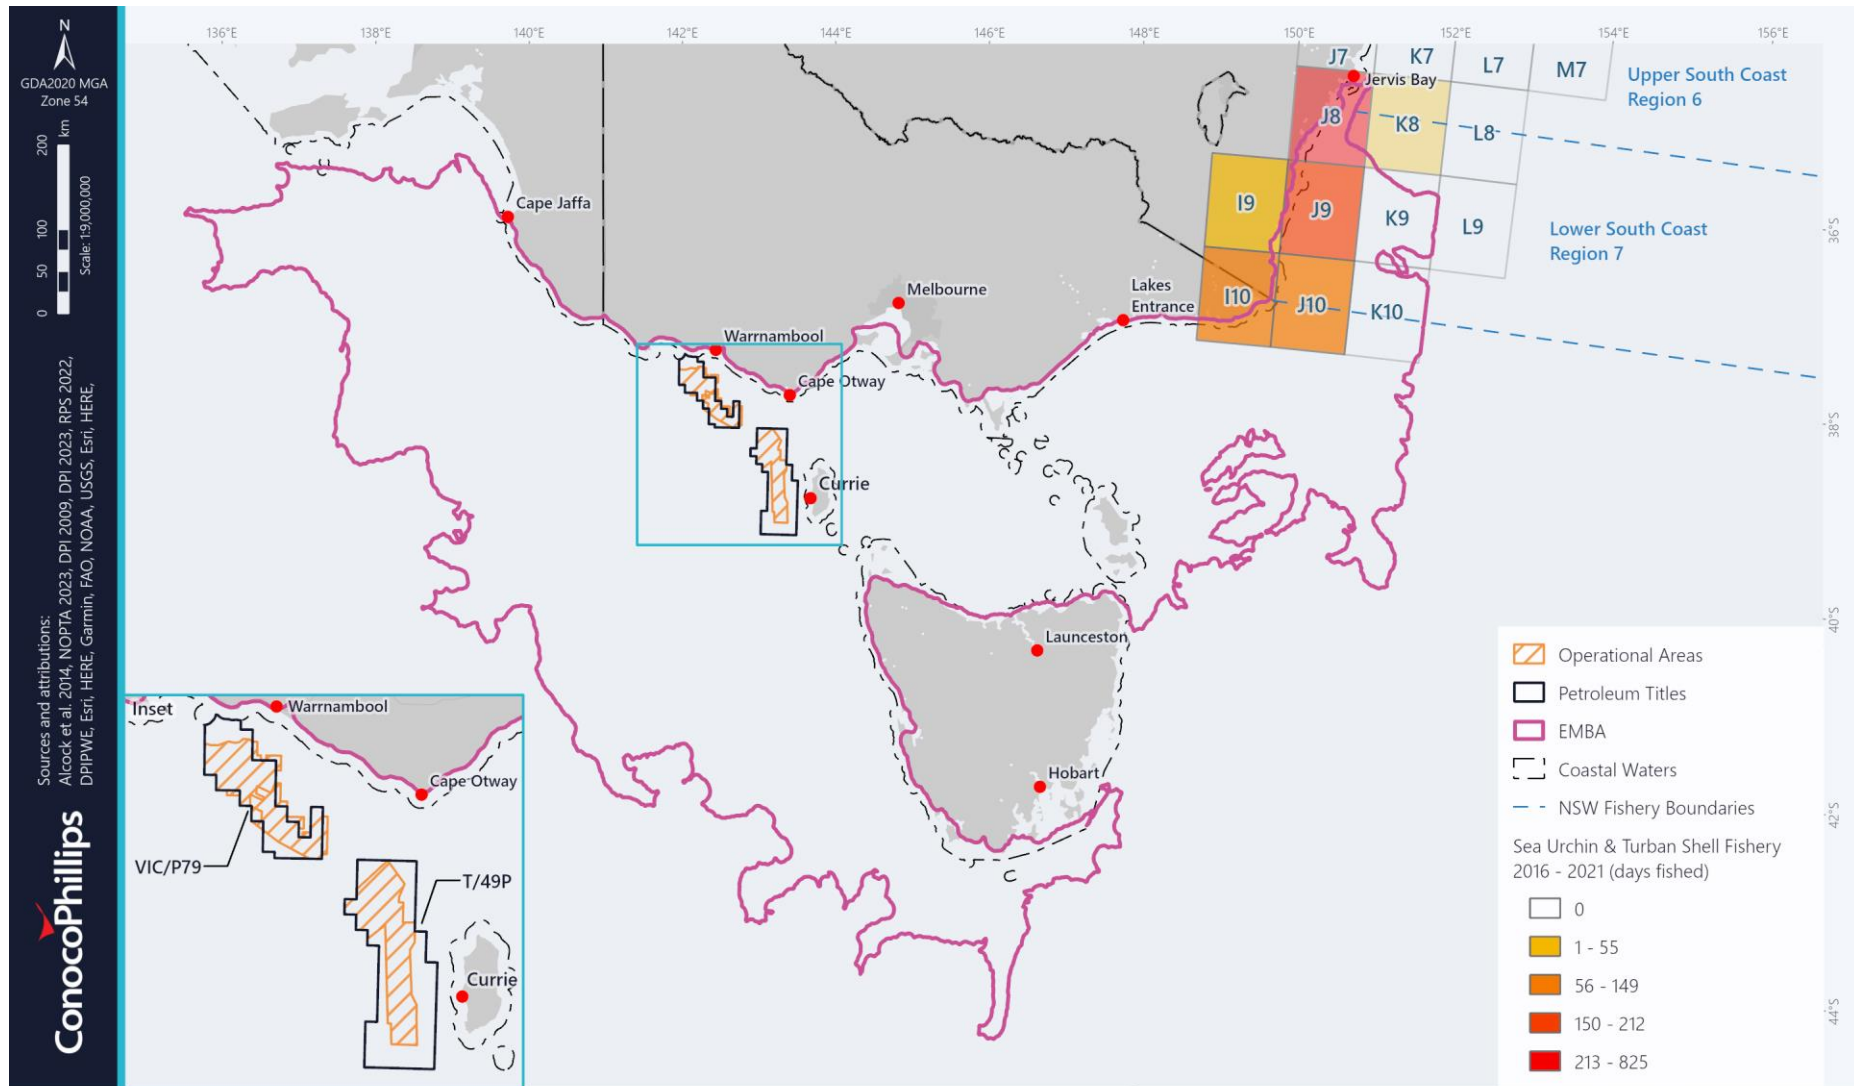 N
GDA2020 MGA
Zone 54
0 50 100 200
km
Scale: 1:9,000,000
Sources and attributions:
Alcock et al. 2014, NOPTA 2023, DPI 2009, DPI 2023, RPS 2022,
DPIPWE, Esri, HERE, Garmin, FAO, NOAA, USGS, Esri, HERE,
ConocoPhillips
136°E 138°E 140°E 142°E 144°E 146°E 148°E 150°E 152°E 154°E 156°E
J7 K7 L7 M7
Jervis Bay
Upper South Coast
Region 6
J8 K8 L8
Cape Jaffa
I9 J9 K9 L9
36°S
Lower South Coast
Region 7
Melbourne
Lakes
Entrance
I10 J10 K10
Warrnambool
Cape Otway
38°S
Currie
40°S
Launceston
Hobart
42°S
44°S
Inset
Warrnambool
Cape Otway
VIC/P79
T/49P
Currie
Operational Areas
Petroleum Titles
EMBA
Coastal Waters
NSW Fishery Boundaries
Sea Urchin & Turban Shell Fishery
2016 - 2021 (days fished)
0
1 - 55
56 - 149
150 - 212
213 - 825